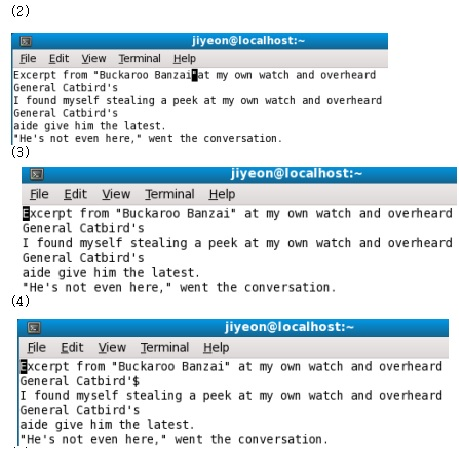 (2)
jiyeon@localhost:~
File Edit View Terminal Help
Excerpt from "Buckaroo Banzai"at my own watch and overheard
General Catbird's
I found myself stealing a peek at my own watch and overheard
General Catbird's
aide give him the latest.
"He's not even here," went the conversation.
(3)
jiyeon@localhost:~
File Edit View Terminal Help
Excerpt from "Buckaroo Banzai" at my own watch and overheard
General Catbird's
I found myself stealing a peek at my own watch and overheard
General Catbird's
aide give him the latest.
"He's not even here," went the conversation.
(4)
jiyeon@localhost:~
File Edit View Terminal Help
Excerpt from "Buckaroo Banzai" at my own watch and overheard
General Catbird'$
I found myself stealing a peek at my own watch and overheard
General Catbird's
aide give him the latest.
"He's not even here," went the conversation.